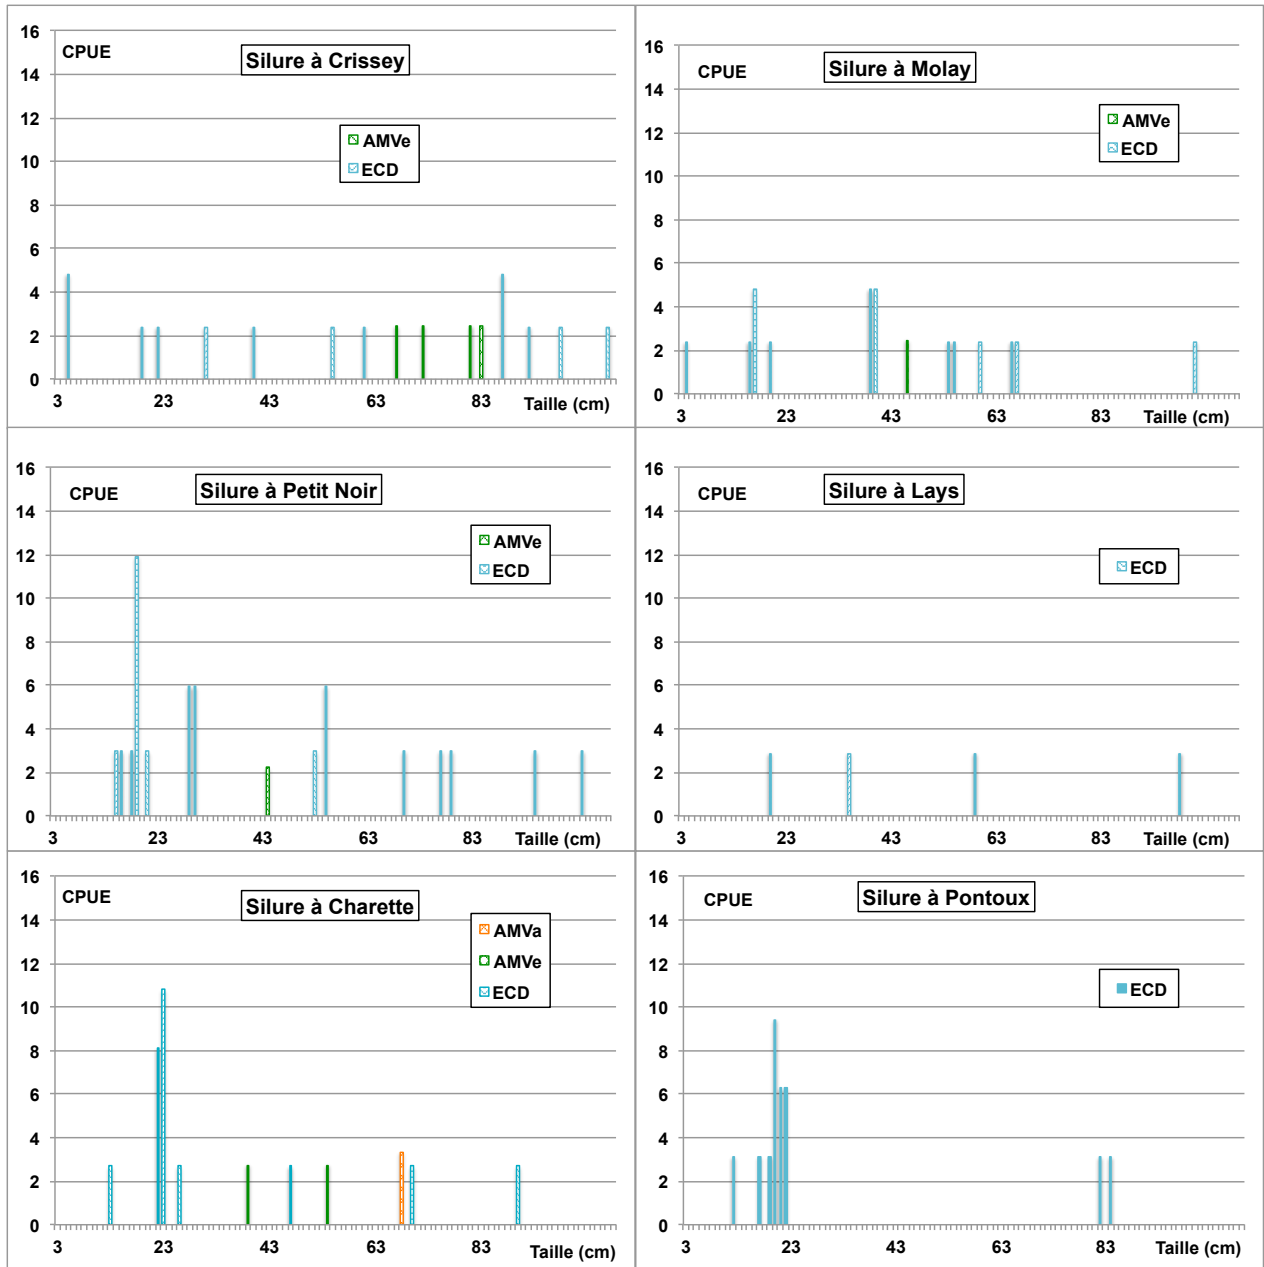 16
CPUE
Silure à Crissey
14
12
AMVe
10
ECD
8
6
4
2
0
3 23 43 63 83 Taille (cm)
16
CPUE
Silure à Molay
14
12
AMVe
ECD
10
8
6
4
2
0
3 23 43 63 83 Taille (cm)
16
CPUE
Silure à Petit Noir
14
AMVe
12
ECD
10
8
6
4
2
0
3 23 43 63 83 Taille (cm)
16
CPUE
Silure à Lays
14
12
ECD
10
8
6
4
2
0
3 23 43 63 83 Taille (cm)
16
CPUE
Silure à Charette
14
AMVa
12
AMVe
ECD
10
8
6
4
2
0
3 23 43 63 83 Taille (cm)
16
CPUE
Silure à Pontoux
14
12
ECD
10
8
6
4
2
0
3 23 43 63 83 Taille (cm)